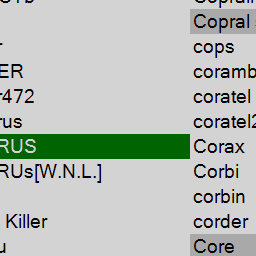 Copral
cops
ER
coramb
r472
coratel
rus
coratel2
RUS
Corax
RUs[W.N.L.]
Corbi
corbin
Killer
corder
u
Core